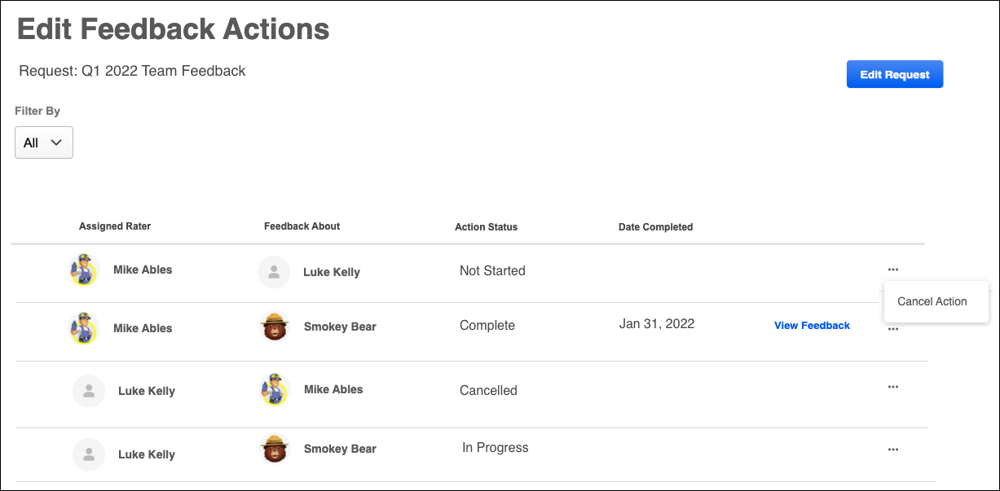 Edit Feedback Actions
Request: Q1 2022 Team Feedback
Edit Request
Filter By
All
Assigned Rater Feedback About Action Status Date Completed
Mike Ables Luke Kelly Not Started
Cancel Action
Mike Ables Smokey Bear Complete Jan 31, 2022 View Feedback
Luke Kelly Mike Ables Cancelled
Luke Kelly Smokey Bear In Progress